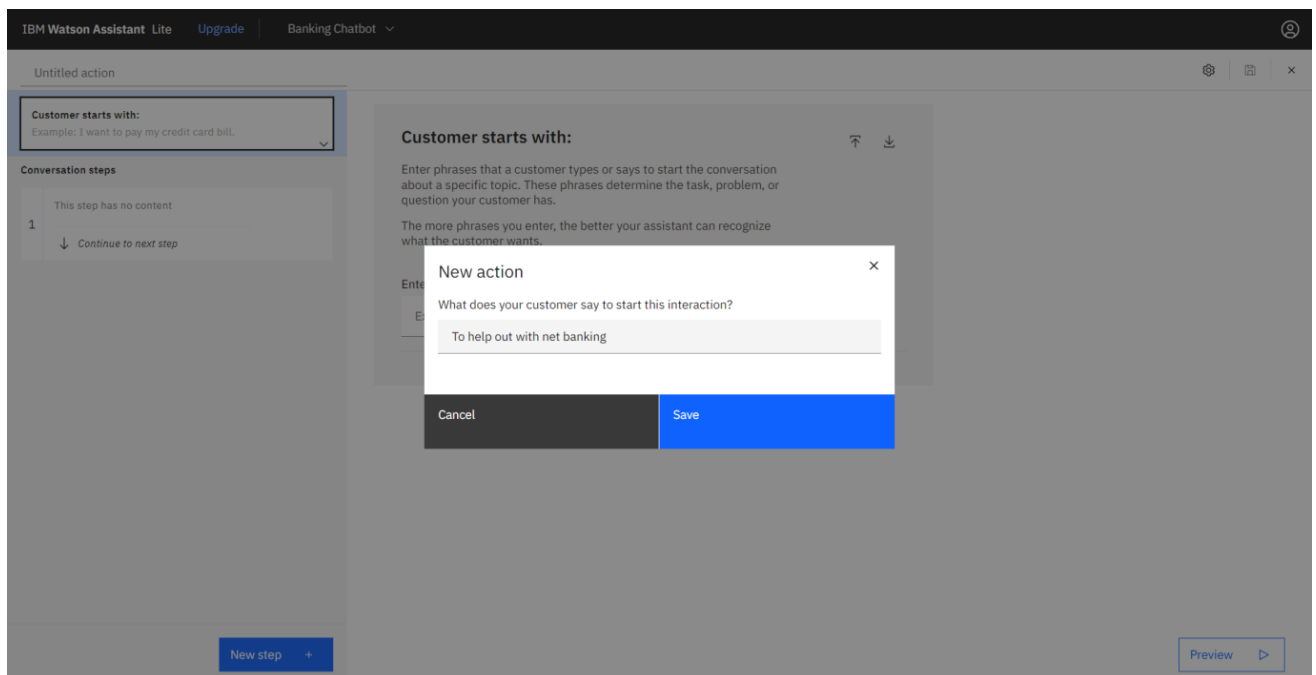 IBM Watson Assistant Lite Upgrade Banking Chatbot
Untitled action
Customer starts with:
Example: I want to pay my credit card bill.
Conversation steps
1
This step has no content
Continue to next step
New step +
Customer starts with:
Enter phrases that a customer types or says to start the conversation
about a specific topic. These phrases determine the task, problem, or
question your customer has.
The more phrases you enter, the better your assistant can recognize
what the customer wants.
New action
What does your customer say to start this interaction?
To help out with net banking
Cancel
Save
Preview